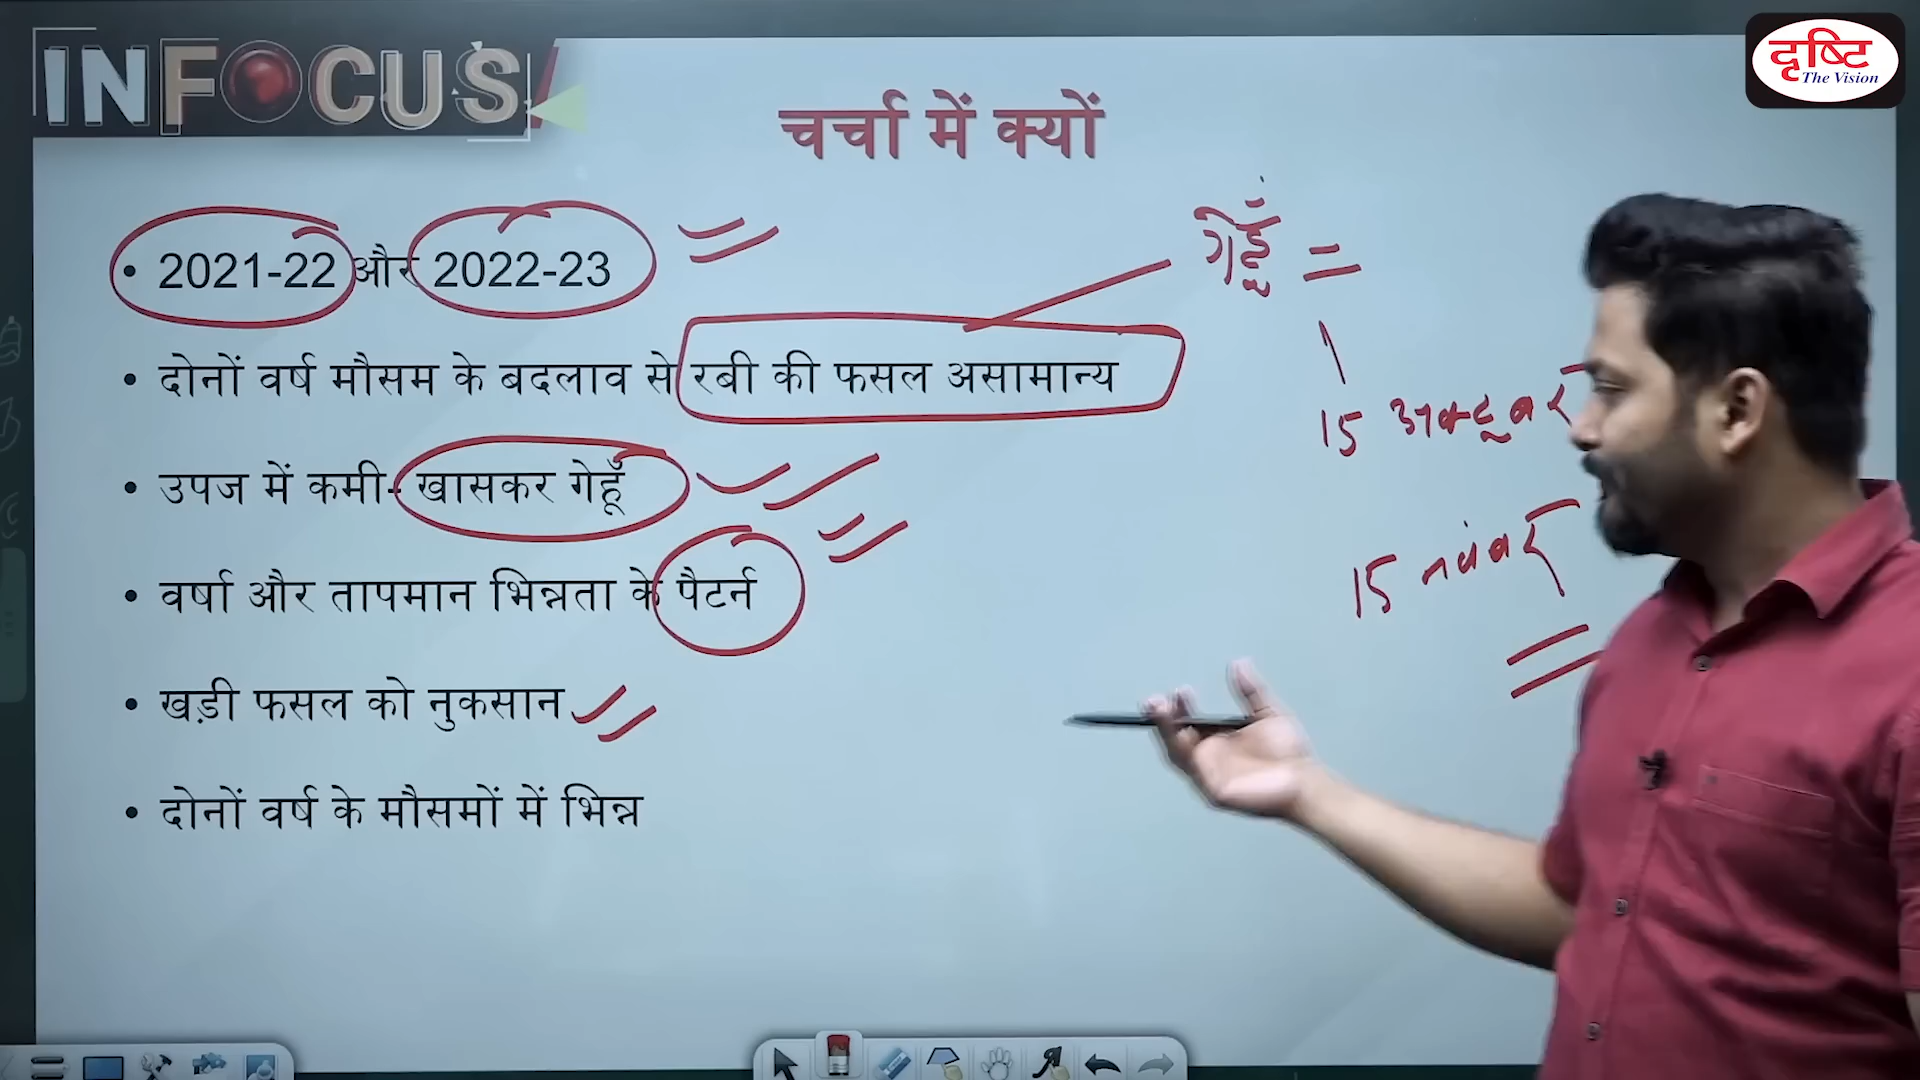 INFOCUS
दृष्टि
The Vision
चर्चा में क्यों
• 2021-22 और 2022-23
• दोनों वर्ष मौसम के बदलाव से रबी की फसल असामान्य
• उपज में कमी- खासकर गेहूँ
• वर्षा और तापमान भिन्नता के पैटर्न
• खड़ी फसल को नुकसान
• दोनों वर्ष के मौसमों में भिन्न
गेहूँ =
15 अक्टूबर
15 नवंबर